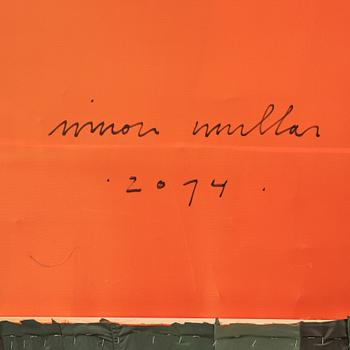 simon mullan
. 2014 .